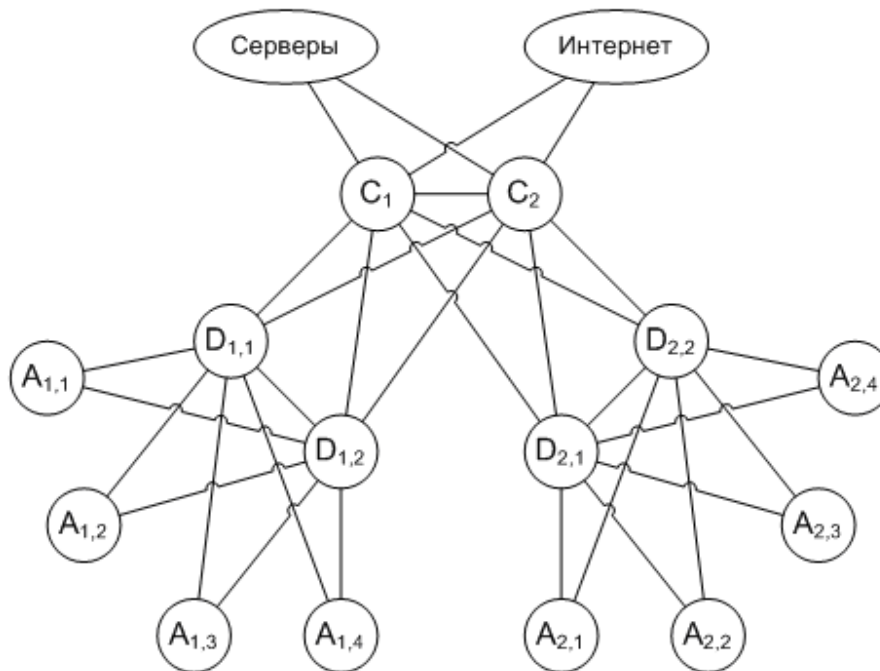 Серверы Интернет
C1 C2
D1,1 D2,2
A1,1 A2,4
D1,2 D2,1
A1,2 A2,3
A1,3 A1,4 A2,1 A2,2